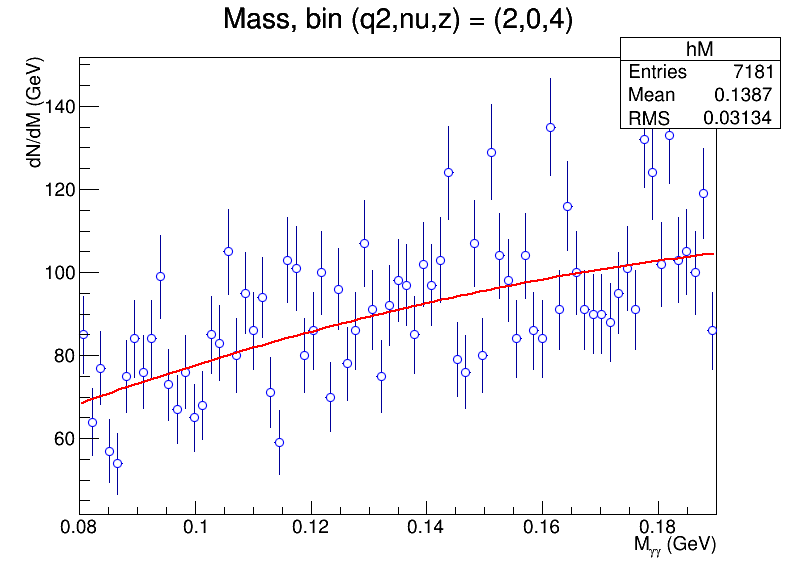 Mass, bin (q2,nu,z) = (2,0,4)
hM
Entries 7181
Mean 0.1387
RMS 0.03134
dN/dM (GeV)
140
120
100
80
60
0.08 0.1 0.12 0.14 0.16 0.18
Mγγ (GeV)